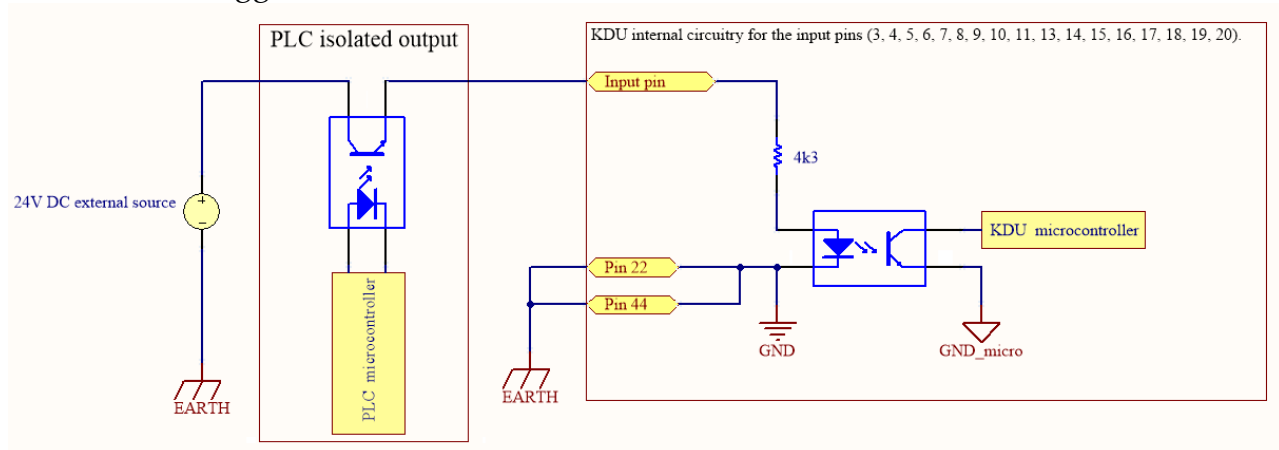 PLC isolated output
KDU internal circuitry for the input pins (3, 4, 5, 6, 7, 8, 9, 10, 11, 13, 14, 15, 16, 17, 18, 19, 20).
Input pin
4k3
24V DC external source
KDU microcontroller
Pin 22
Pin 44
PLC microcontroller
GND
GND_micro
EARTH
EARTH